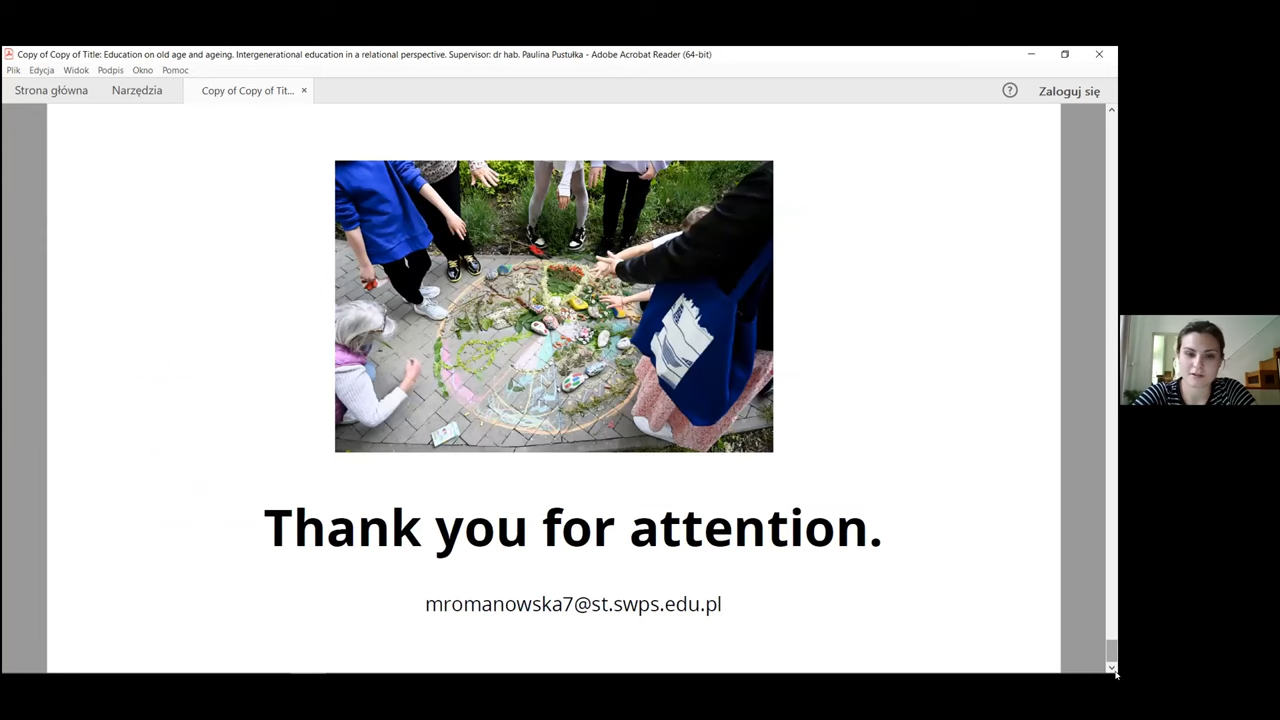 Copy of Copy of Title: Education on old age and ageing. Intergenerational education in a relational perspective. Supervisor: dr hab. Paulina Pustułka - Adobe Acrobat Reader (64-bit)
Plik Edycja Widok Podpis Okno Pomoc
Strona główna Narzędzia Copy of Copy of Tit... × Zaloguj się
Thank you for attention.
mromanowska7@st.swps.edu.pl